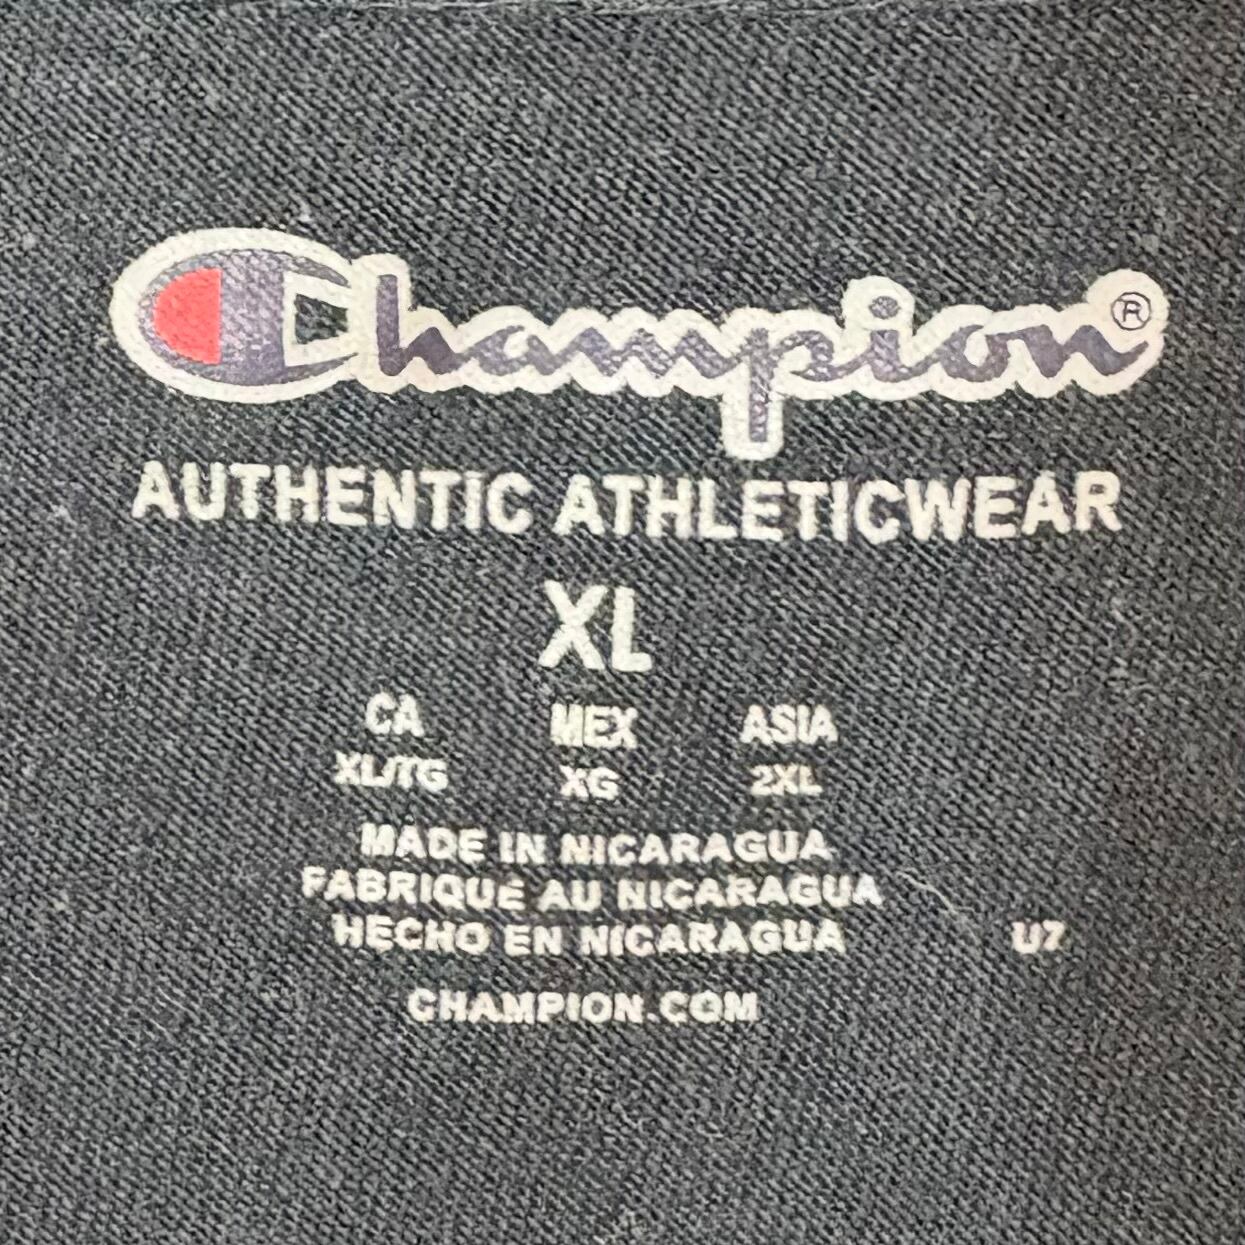 Champion®
AUTHENTIC ATHLETICWEAR
XL
CA MEX ASIA
XL/TG XG 2XL
MADE IN NICARAGUA
FABRIQUÉ AU NICARAGUA
HECHO EN NICARAGUA U7
CHAMPION.COM